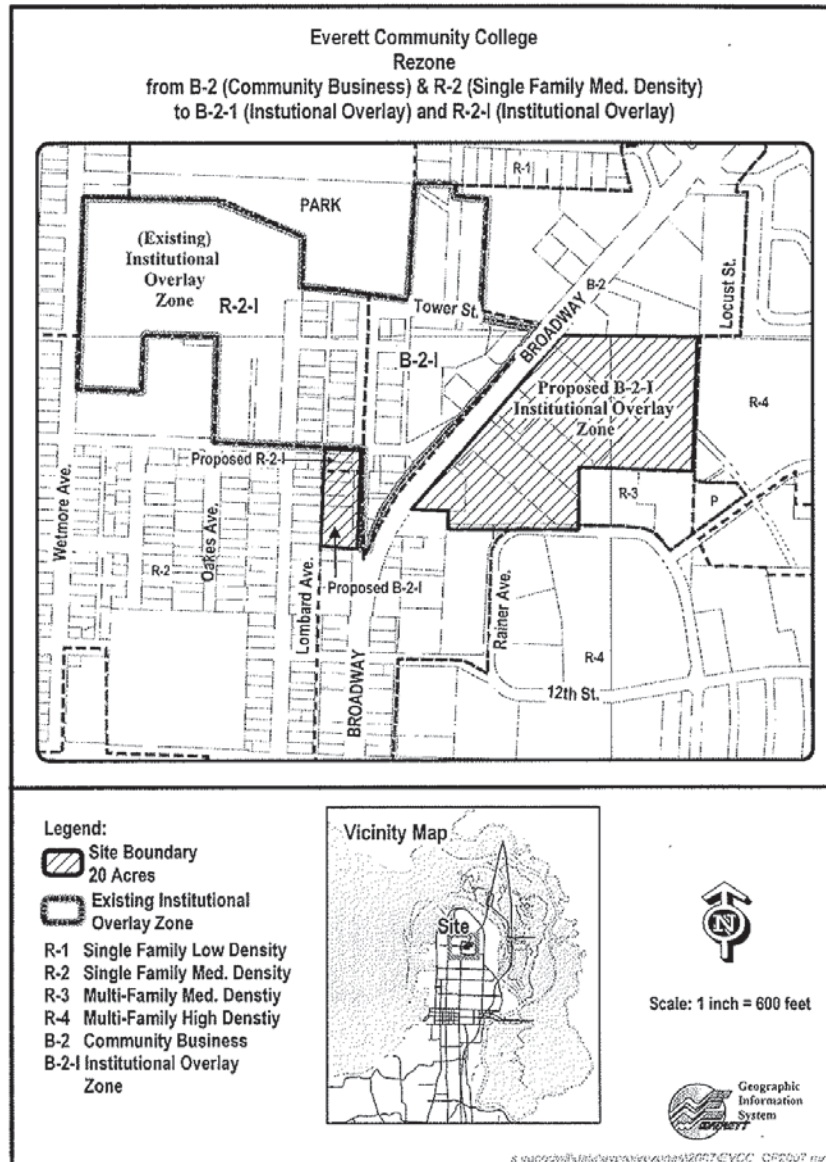 Everett Community College
Rezone
from B-2 (Community Business) & R-2 (Single Family Med. Density)
to B-2-1 (Instutional Overlay) and R-2-I (Institutional Overlay)
R-1
PARK
(Existing)
Institutional
Overlay
Zone
R-2-I
Tower St.
B-2
BROADWAY
Locust St.
B-2-I
Proposed B-2-I
Institutional Overlay
Zone
R-4
Proposed R-2-I
R-3
P
Wetmore Ave.
R-2
Oakes Ave.
Lombard Ave.
Proposed B-2-I
BROADWAY
Rainer Ave.
R-4
12th St.
Legend:
Site Boundary
20 Acres
Existing Institutional
Overlay Zone
R-1 Single Family Low Density
R-2 Single Family Med. Density
R-3 Multi-Family Med. Denstiy
R-4 Multi-Family High Denstiy
B-2 Community Business
B-2-I Institutional Overlay
Zone
Vicinity Map
Site
N
Scale: 1 inch = 600 feet
Geographic
Information
System
EVERETT